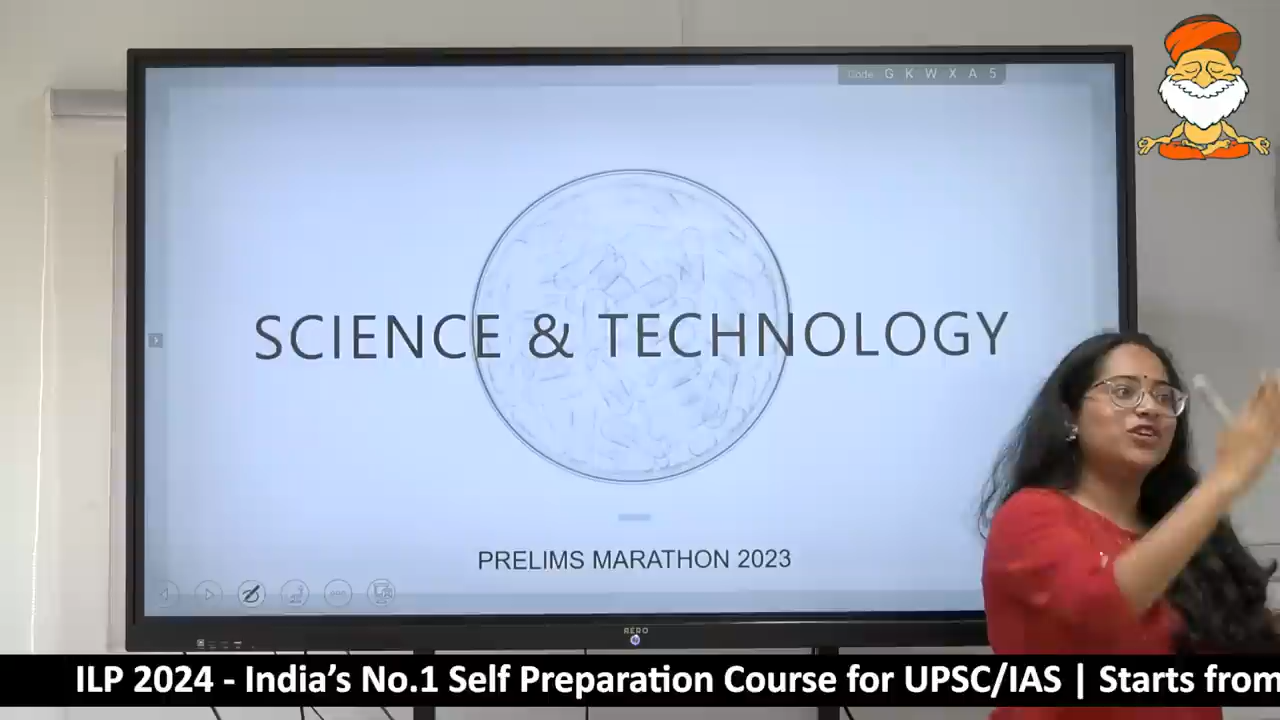 Code: G K W X A 5
SCIENCE & TECHNOLOGY
PRELIMS MARATHON 2023
RERO
ILP 2024 - India's No.1 Self Preparation Course for UPSC/IAS | Starts from